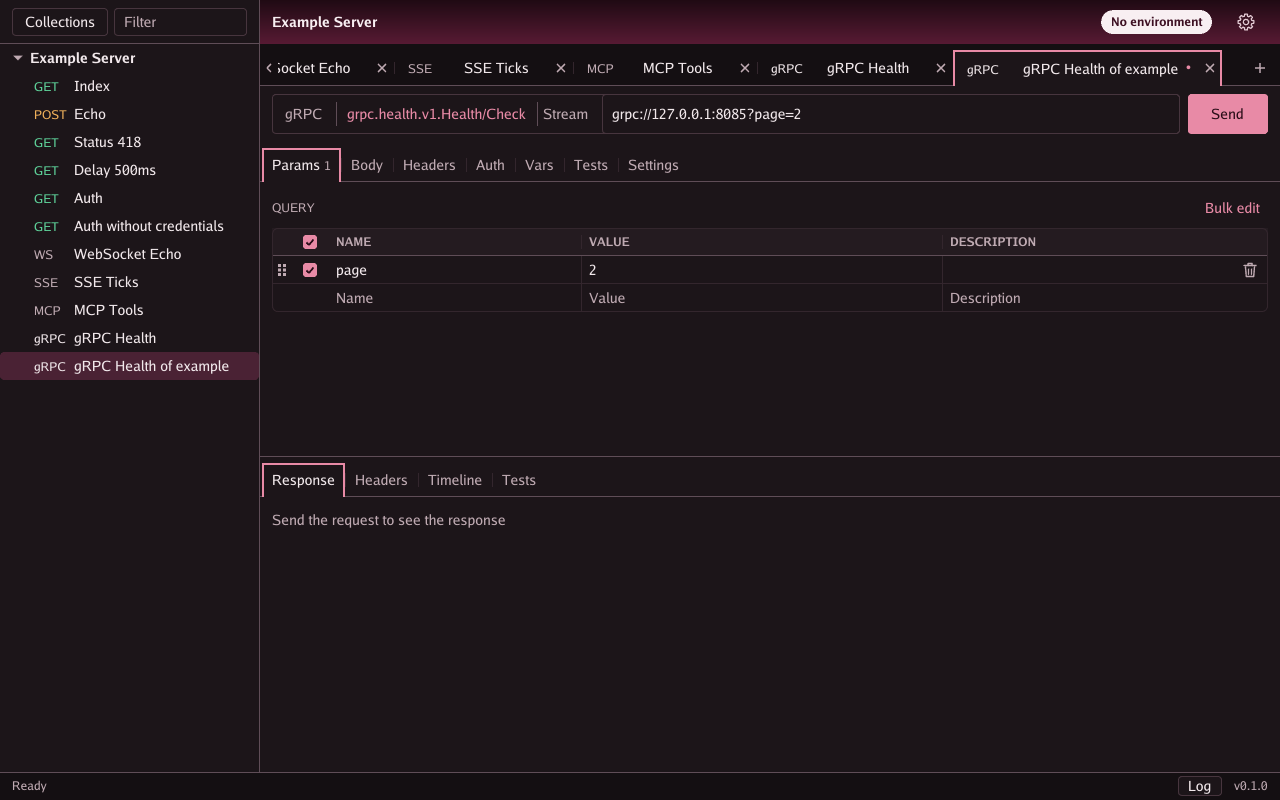 Collections
Filter
Example Server
No environment
Example Server
GET Index
POST Echo
GET Status 418
GET Delay 500ms
GET Auth
GET Auth without credentials
WS WebSocket Echo
SSE SSE Ticks
MCP MCP Tools
gRPC gRPC Health
gRPC gRPC Health of example
Socket Echo
SSE SSE Ticks
MCP MCP Tools
gRPC gRPC Health
gRPC gRPC Health of example
gRPC grpc.health.v1.Health/Check Stream grpc://127.0.0.1:8085?page=2 Send
Params 1 Body Headers Auth Vars Tests Settings
QUERY Bulk edit
NAME VALUE DESCRIPTION
page 2
Name Value Description
Response Headers Timeline Tests
Send the request to see the response
Ready Log v0.1.0